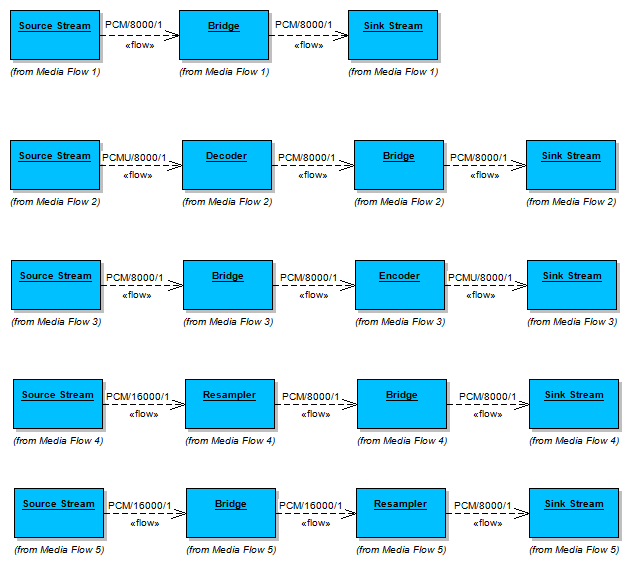 Source Stream PCM/8000/1 Bridge PCM/8000/1 Sink Stream
«flow» «flow»
(from Media Flow 1) (from Media Flow 1) (from Media Flow 1)
Source Stream PCMU/8000/1 Decoder PCM/8000/1 Bridge PCM/8000/1 Sink Stream
«flow» «flow» «flow»
(from Media Flow 2) (from Media Flow 2) (from Media Flow 2) (from Media Flow 2)
Source Stream PCM/8000/1 Bridge PCM/8000/1 Encoder PCMU/8000/1 Sink Stream
«flow» «flow» «flow»
(from Media Flow 3) (from Media Flow 3) (from Media Flow 3) (from Media Flow 3)
Source Stream PCM/16000/1 Resampler PCM/8000/1 Bridge PCM/8000/1 Sink Stream
«flow» «flow» «flow»
(from Media Flow 4) (from Media Flow 4) (from Media Flow 4) (from Media Flow 4)
Source Stream PCM/16000/1 Bridge PCM/16000/1 Resampler PCM/8000/1 Sink Stream
«flow» «flow» «flow»
(from Media Flow 5) (from Media Flow 5) (from Media Flow 5) (from Media Flow 5)